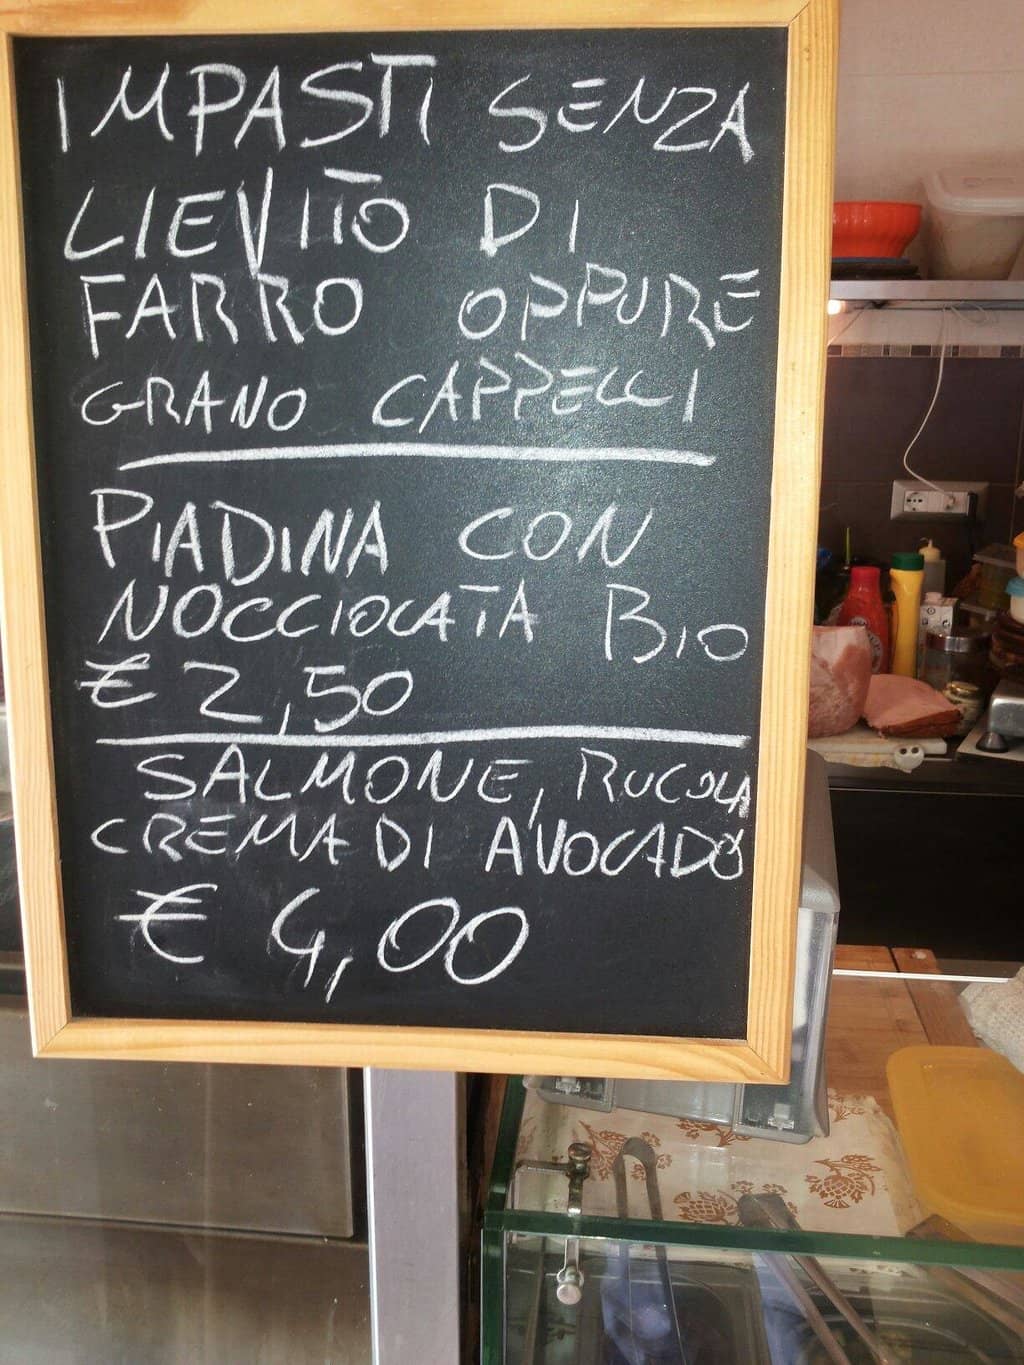 IMPASTI SENZA
LIEVITO DI
FARRO OPPURE
GRANO CAPPELLI
PIADINA CON
NOCCIOLATA BIO
€ 2,50
SALMONE, RUCOLA
CREMA DI AVOCADO
€ 4,00